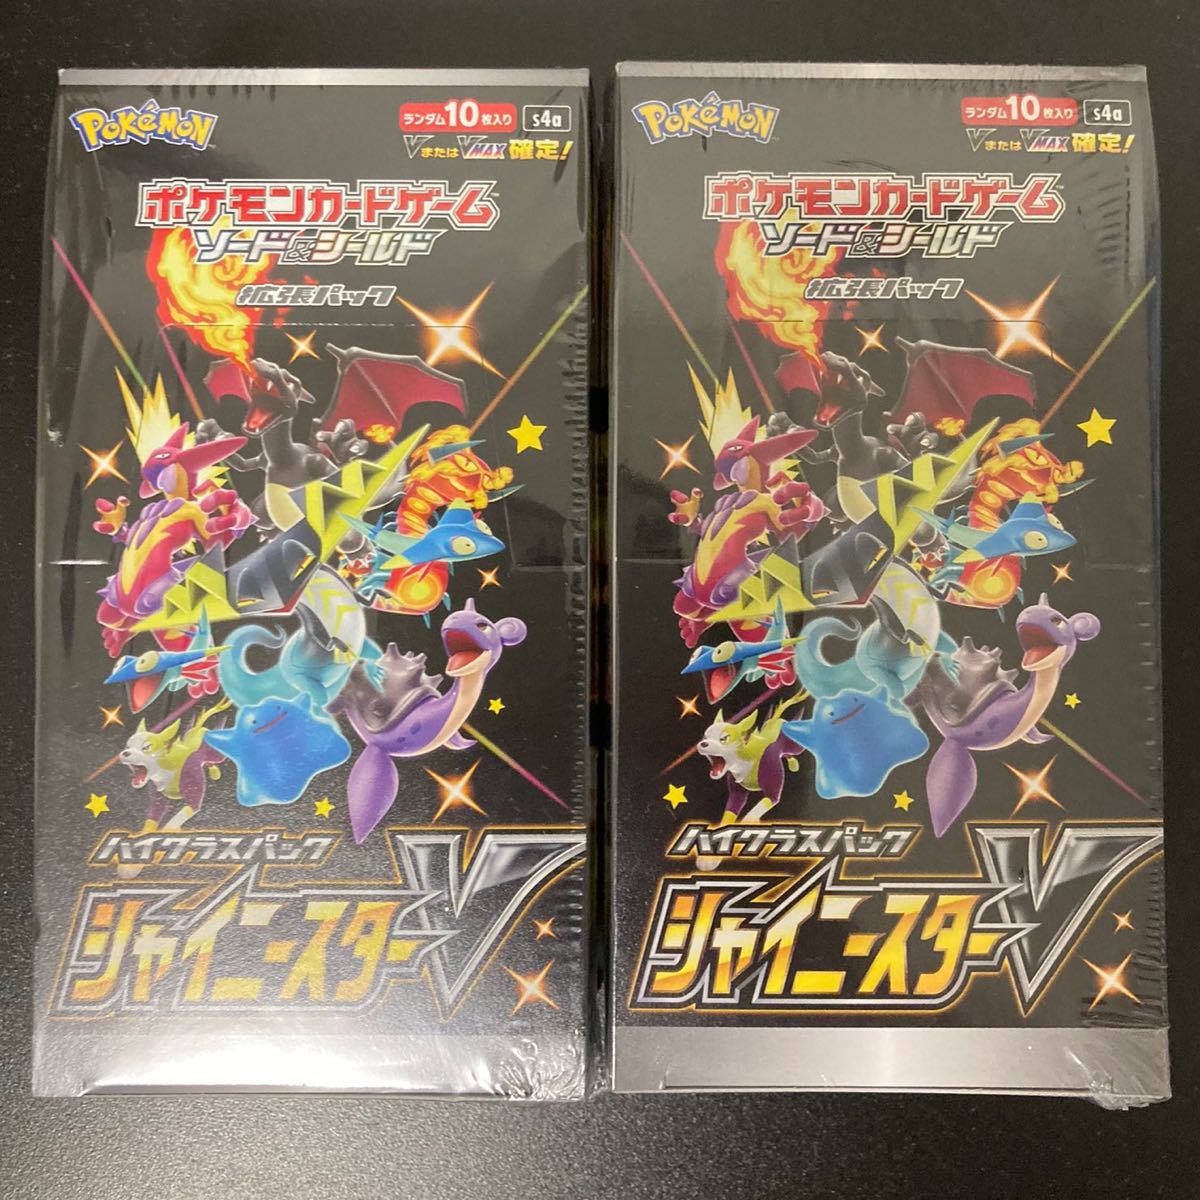 POKéMON
ランダム10枚入り
s4a
VまたはVMAX確定!
ポケモンカードゲーム
ソード&シールド
拡張パック
ハイクラスパック
シャイニースターV
POKéMON
ランダム10枚入り
s4a
VまたはVMAX確定!
ポケモンカードゲーム
ソード&シールド
拡張パック
ハイクラスパック
シャイニースターV